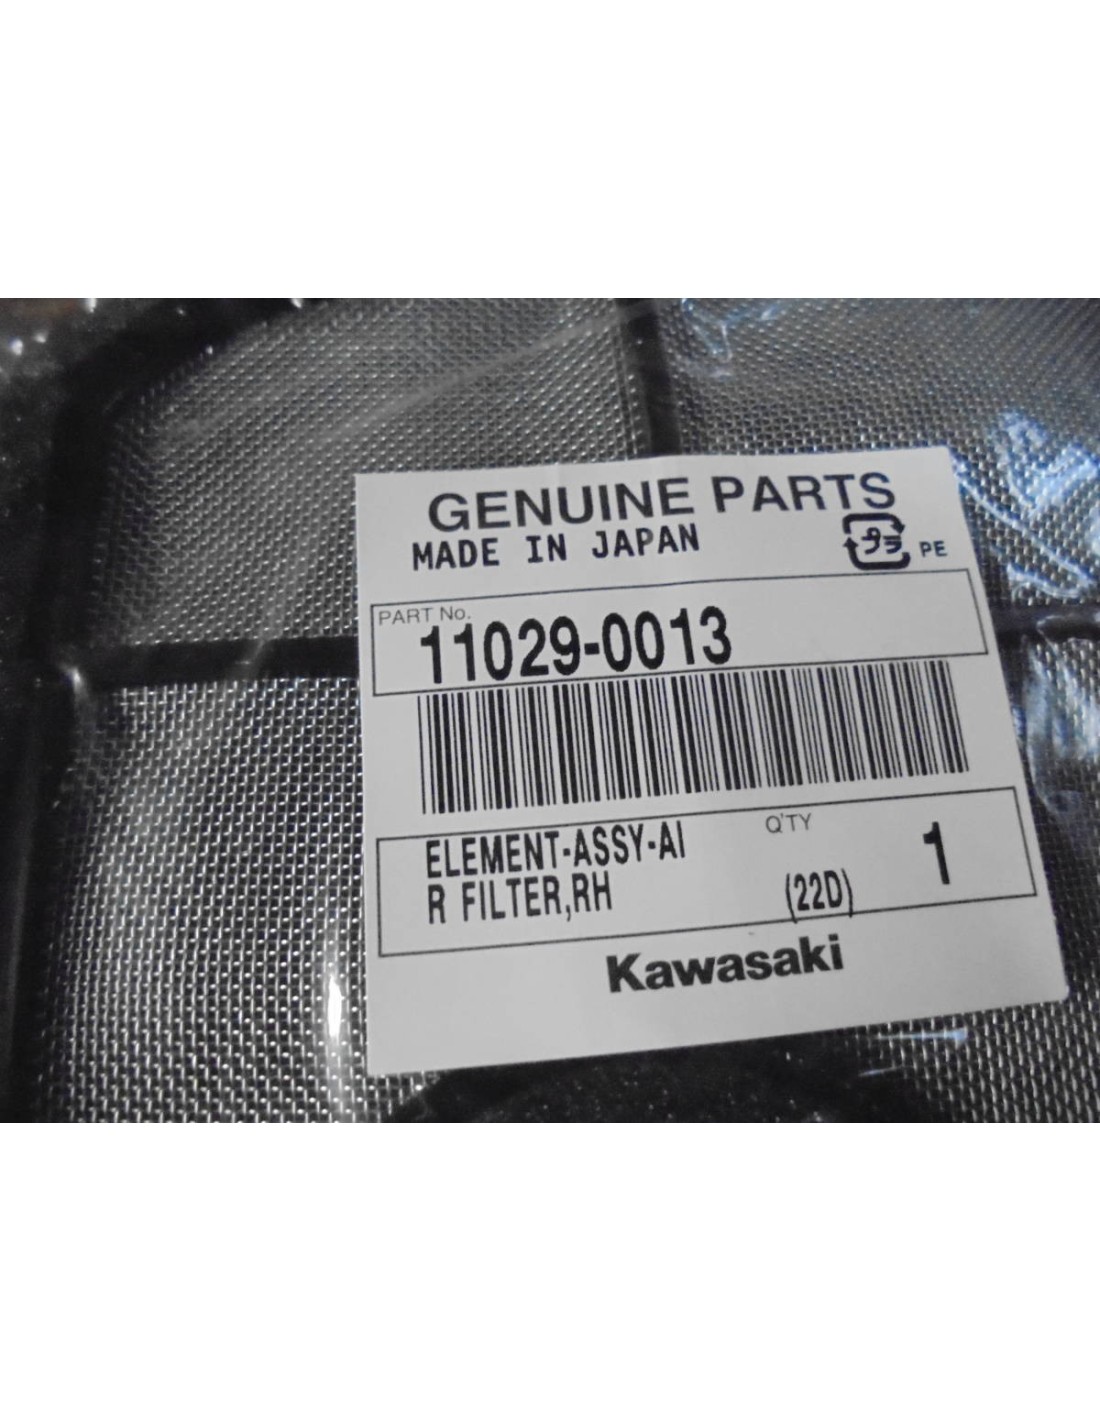 GENUINE PARTS
MADE IN JAPAN
プラ PE
PART No.
11029-0013
ELEMENT-ASSY-AI
Q'TY
1
R FILTER,RH
(22D)
Kawasaki